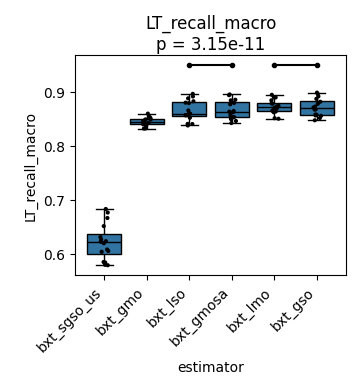 LT_recall_macro
p = 3.15e-11
LT_recall_macro
0.9
0.8
0.7
0.6
bxt_sgso_us
bxt_gmo
bxt_lso
bxt_gmosa
bxt_lmo
bxt_gso
estimator